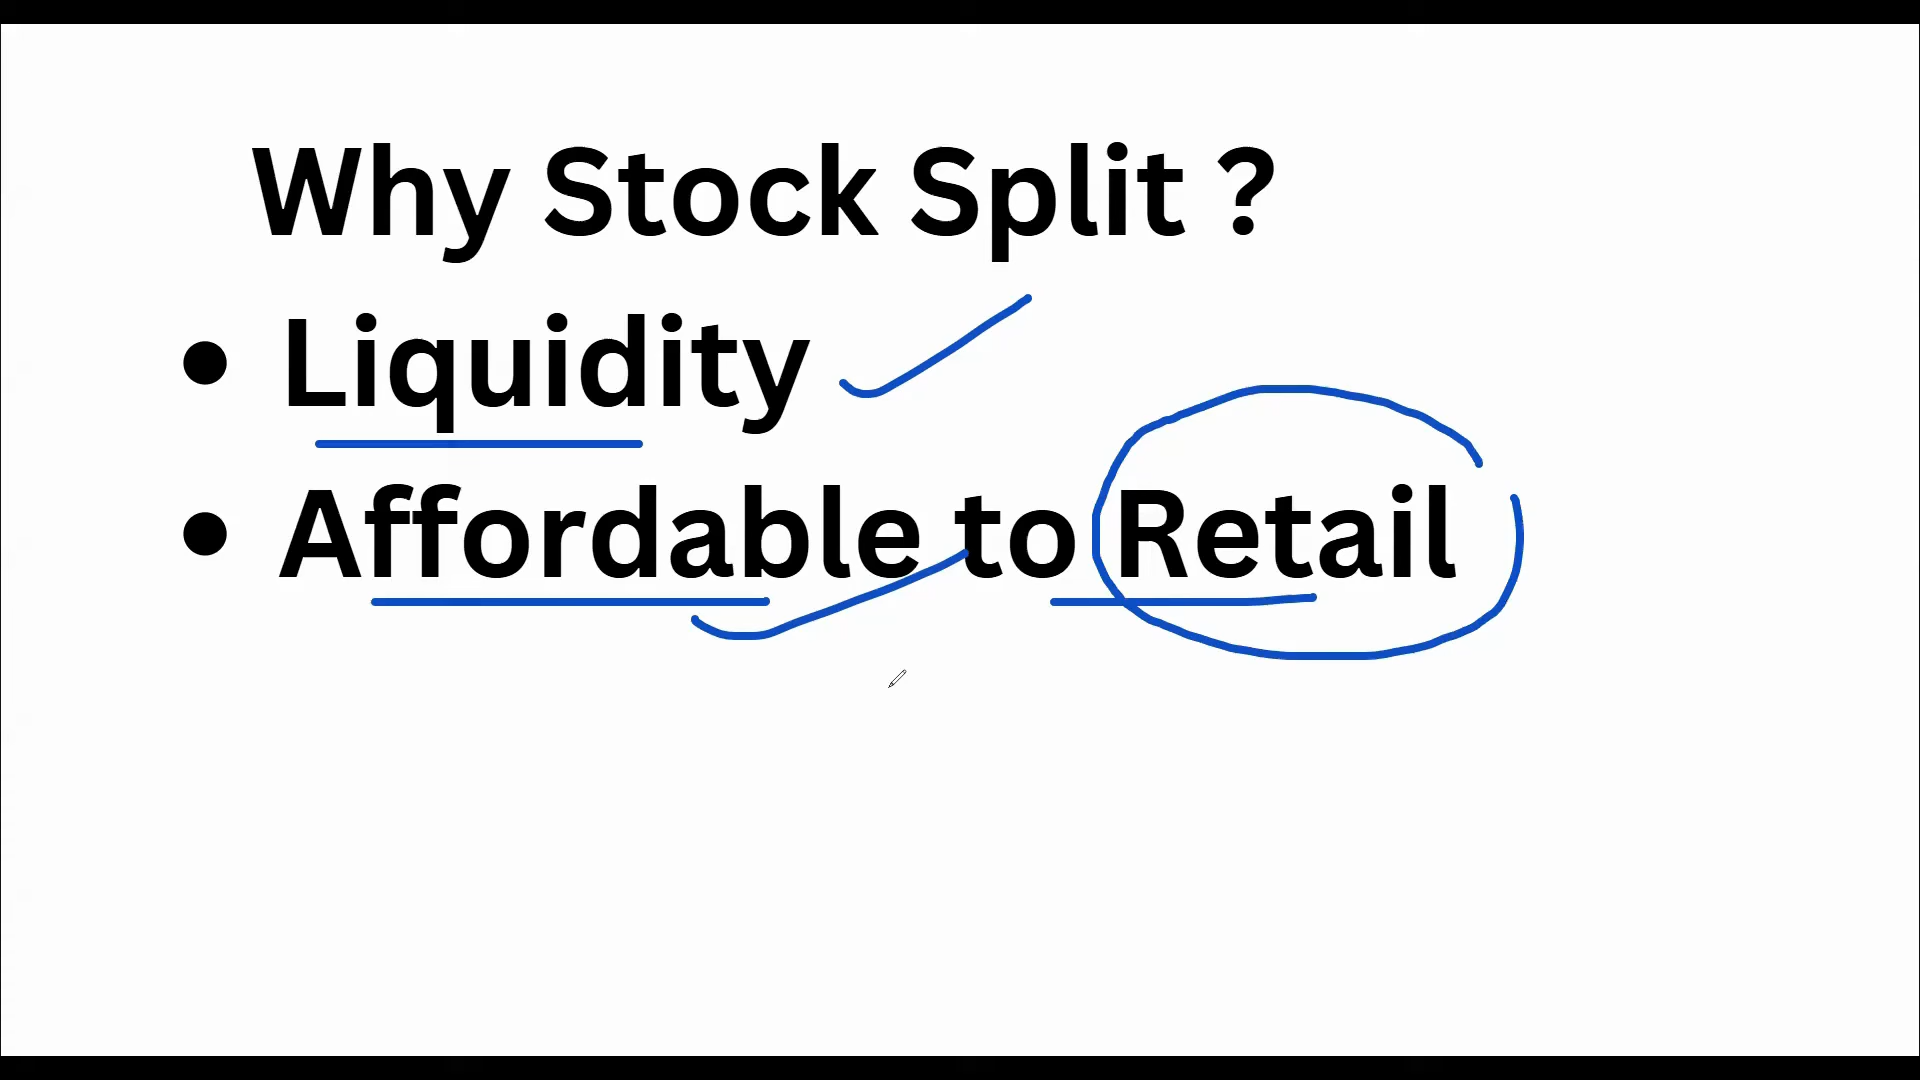 Why Stock Split ?
• Liquidity
• Affordable to Retail